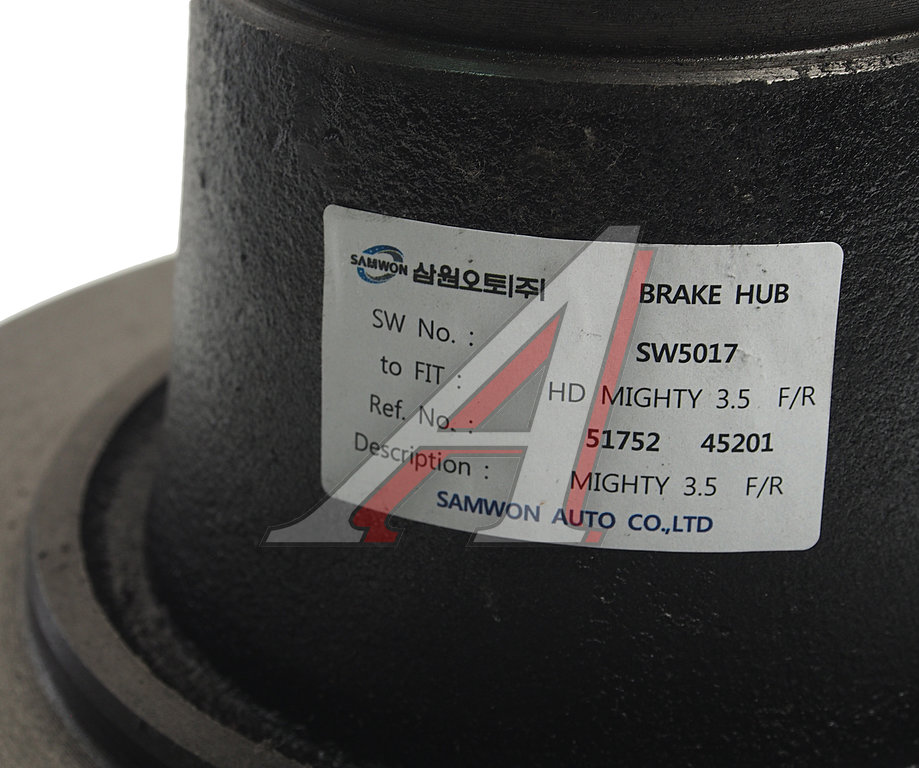 SAMWON 삼원오토(주) BRAKE HUB
SW No. : SW5017
to FIT : HD MIGHTY 3.5 F/R
Ref. No. : 51752 45201
Description : MIGHTY 3.5 F/R
SAMWON AUTO CO.,LTD